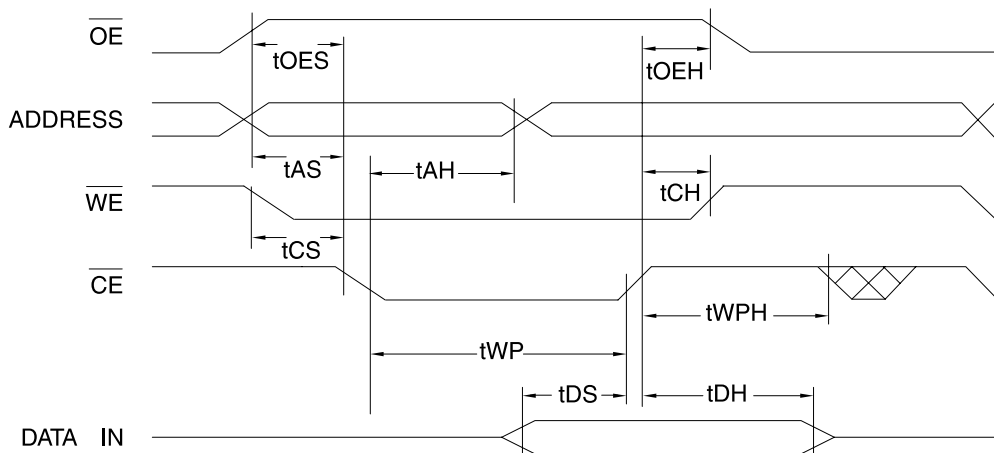 OE
tOES
tOEH
ADDRESS
tAS
tAH
tCH
WE
tCS
CE
tWPH
tWP
tDS
tDH
DATA IN